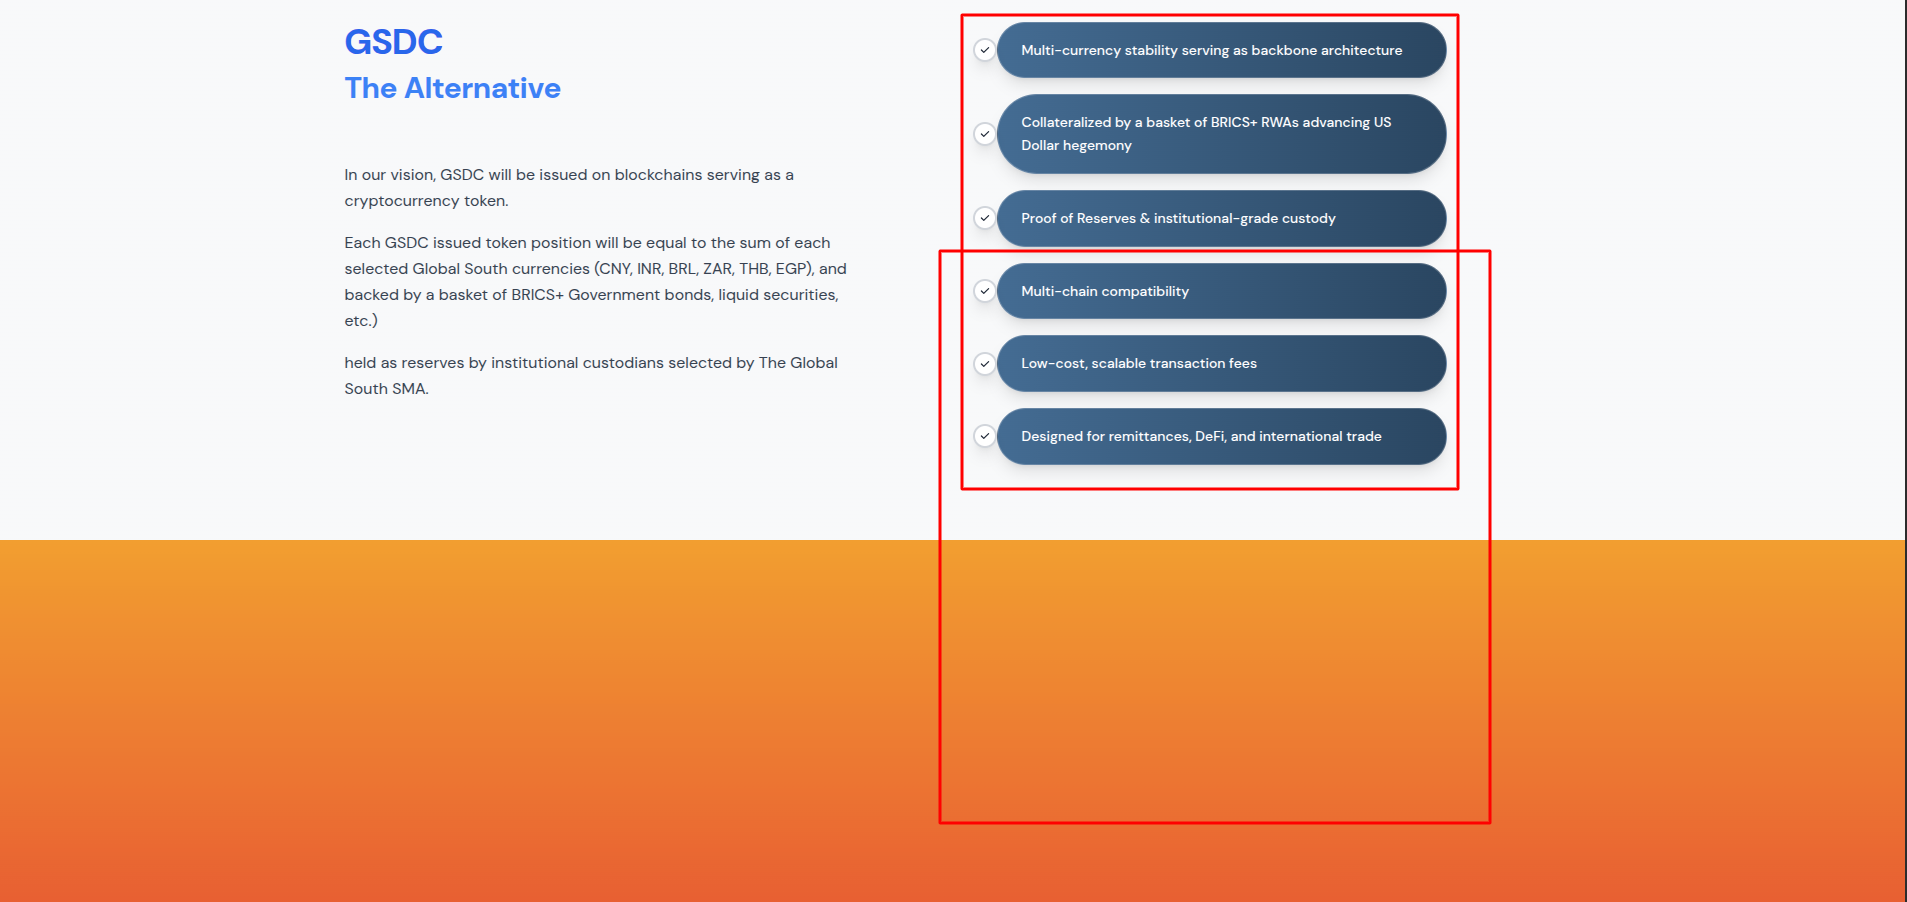 GSDC
The Alternative
In our vision, GSDC will be issued on blockchains serving as a
cryptocurrency token.
Each GSDC issued token position will be equal to the sum of each
selected Global South currencies (CNY, INR, BRL, ZAR, THB, EGP), and
backed by a basket of BRICS+ Government bonds, liquid securities,
etc.)
held as reserves by institutional custodians selected by The Global
South SMA.
Multi-currency stability serving as backbone architecture
Collateralized by a basket of BRICS+ RWAs advancing US
Dollar hegemony
Proof of Reserves & institutional-grade custody
Multi-chain compatibility
Low-cost, scalable transaction fees
Designed for remittances, DeFi, and international trade